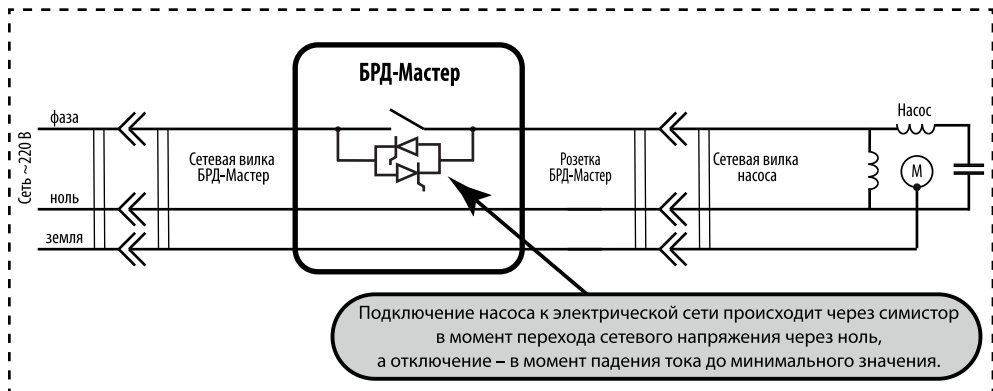 БРД-Мастер
фаза
Насос
Сеть ~220 В
Сетевая вилка
БРД-Мастер
Розетка
БРД-Мастер
Сетевая вилка
насоса
М
ноль
земля
Подключение насоса к электрической сети происходит через симистор
в момент перехода сетевого напряжения через ноль,
а отключение – в момент падения тока до минимального значения.